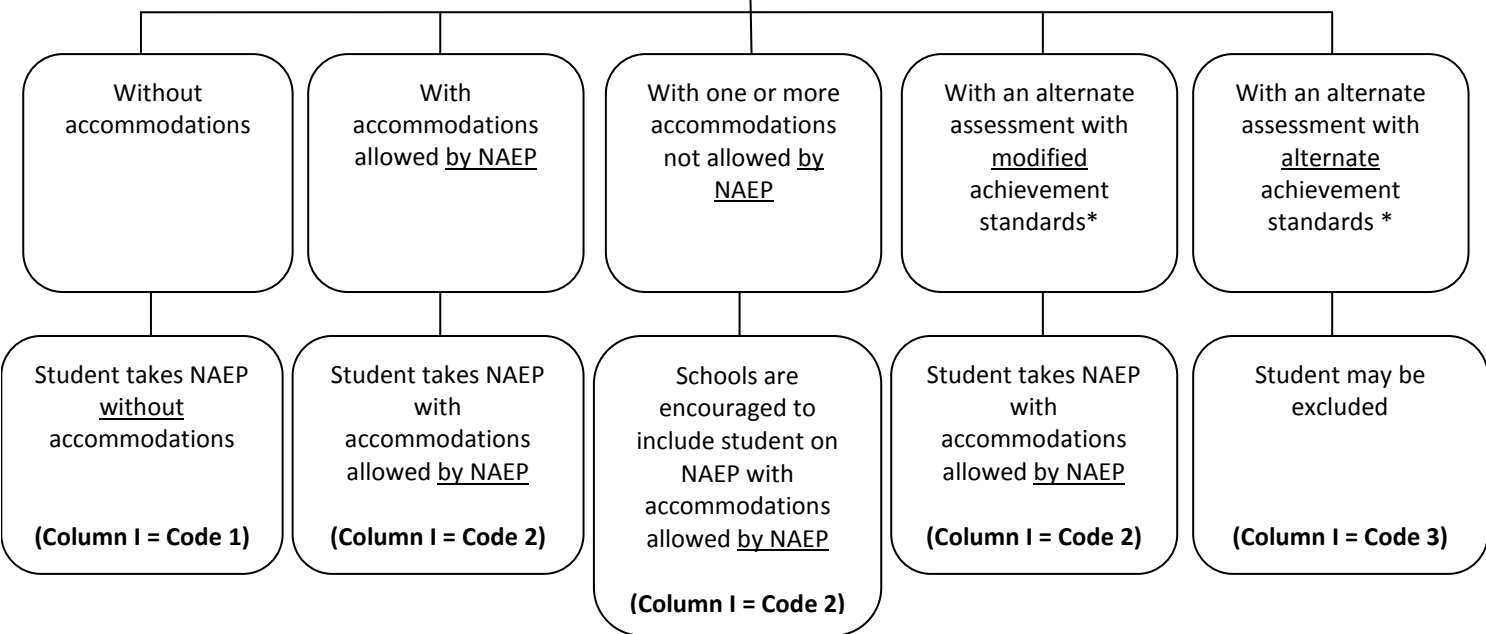 Without
accommodations
With
accommodations
allowed by NAEP
With one or more
accommodations
not allowed by
NAEP
With an alternate
assessment with
modified
achievement
standards*
With an alternate
assessment with
alternate
achievement
standards *
Student takes NAEP
without
accommodations
(Column I = Code 1)
Student takes NAEP
with
accommodations
allowed by NAEP
(Column I = Code 2)
Schools are
encouraged to
include student on
NAEP with
accommodations
allowed by NAEP
(Column I = Code 2)
Student takes NAEP
with
accommodations
allowed by NAEP
(Column I = Code 2)
Student may be
excluded
(Column I = Code 3)